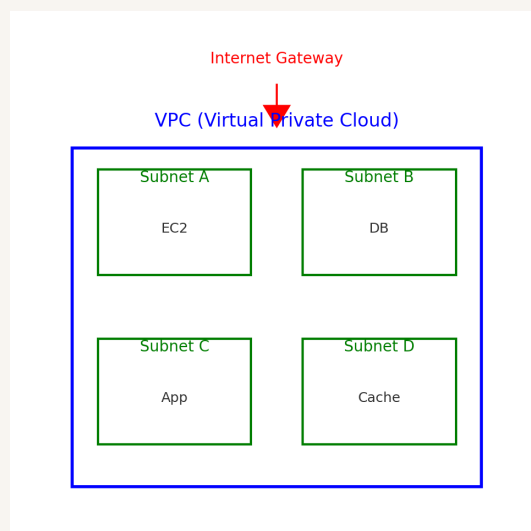 Internet Gateway
VPC (Virtual Private Cloud)
Subnet A
Subnet B
EC2
DB
Subnet C
Subnet D
App
Cache